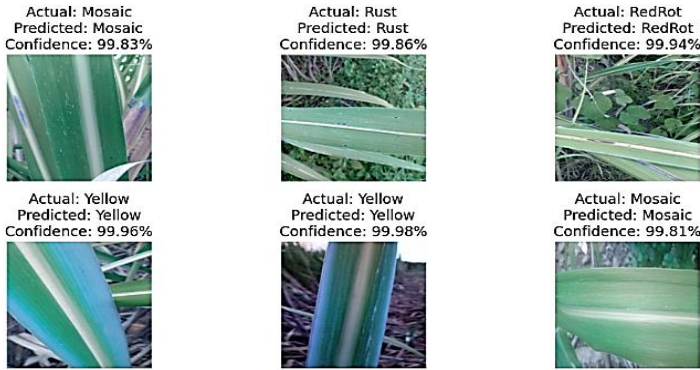 Actual: Mosaic
Predicted: Mosaic
Confidence: 99.83%
Actual: Rust
Predicted: Rust
Confidence: 99.86%
Actual: RedRot
Predicted: RedRot
Confidence: 99.94%
Actual: Yellow
Predicted: Yellow
Confidence: 99.96%
Actual: Yellow
Predicted: Yellow
Confidence: 99.98%
Actual: Mosaic
Predicted: Mosaic
Confidence: 99.81%